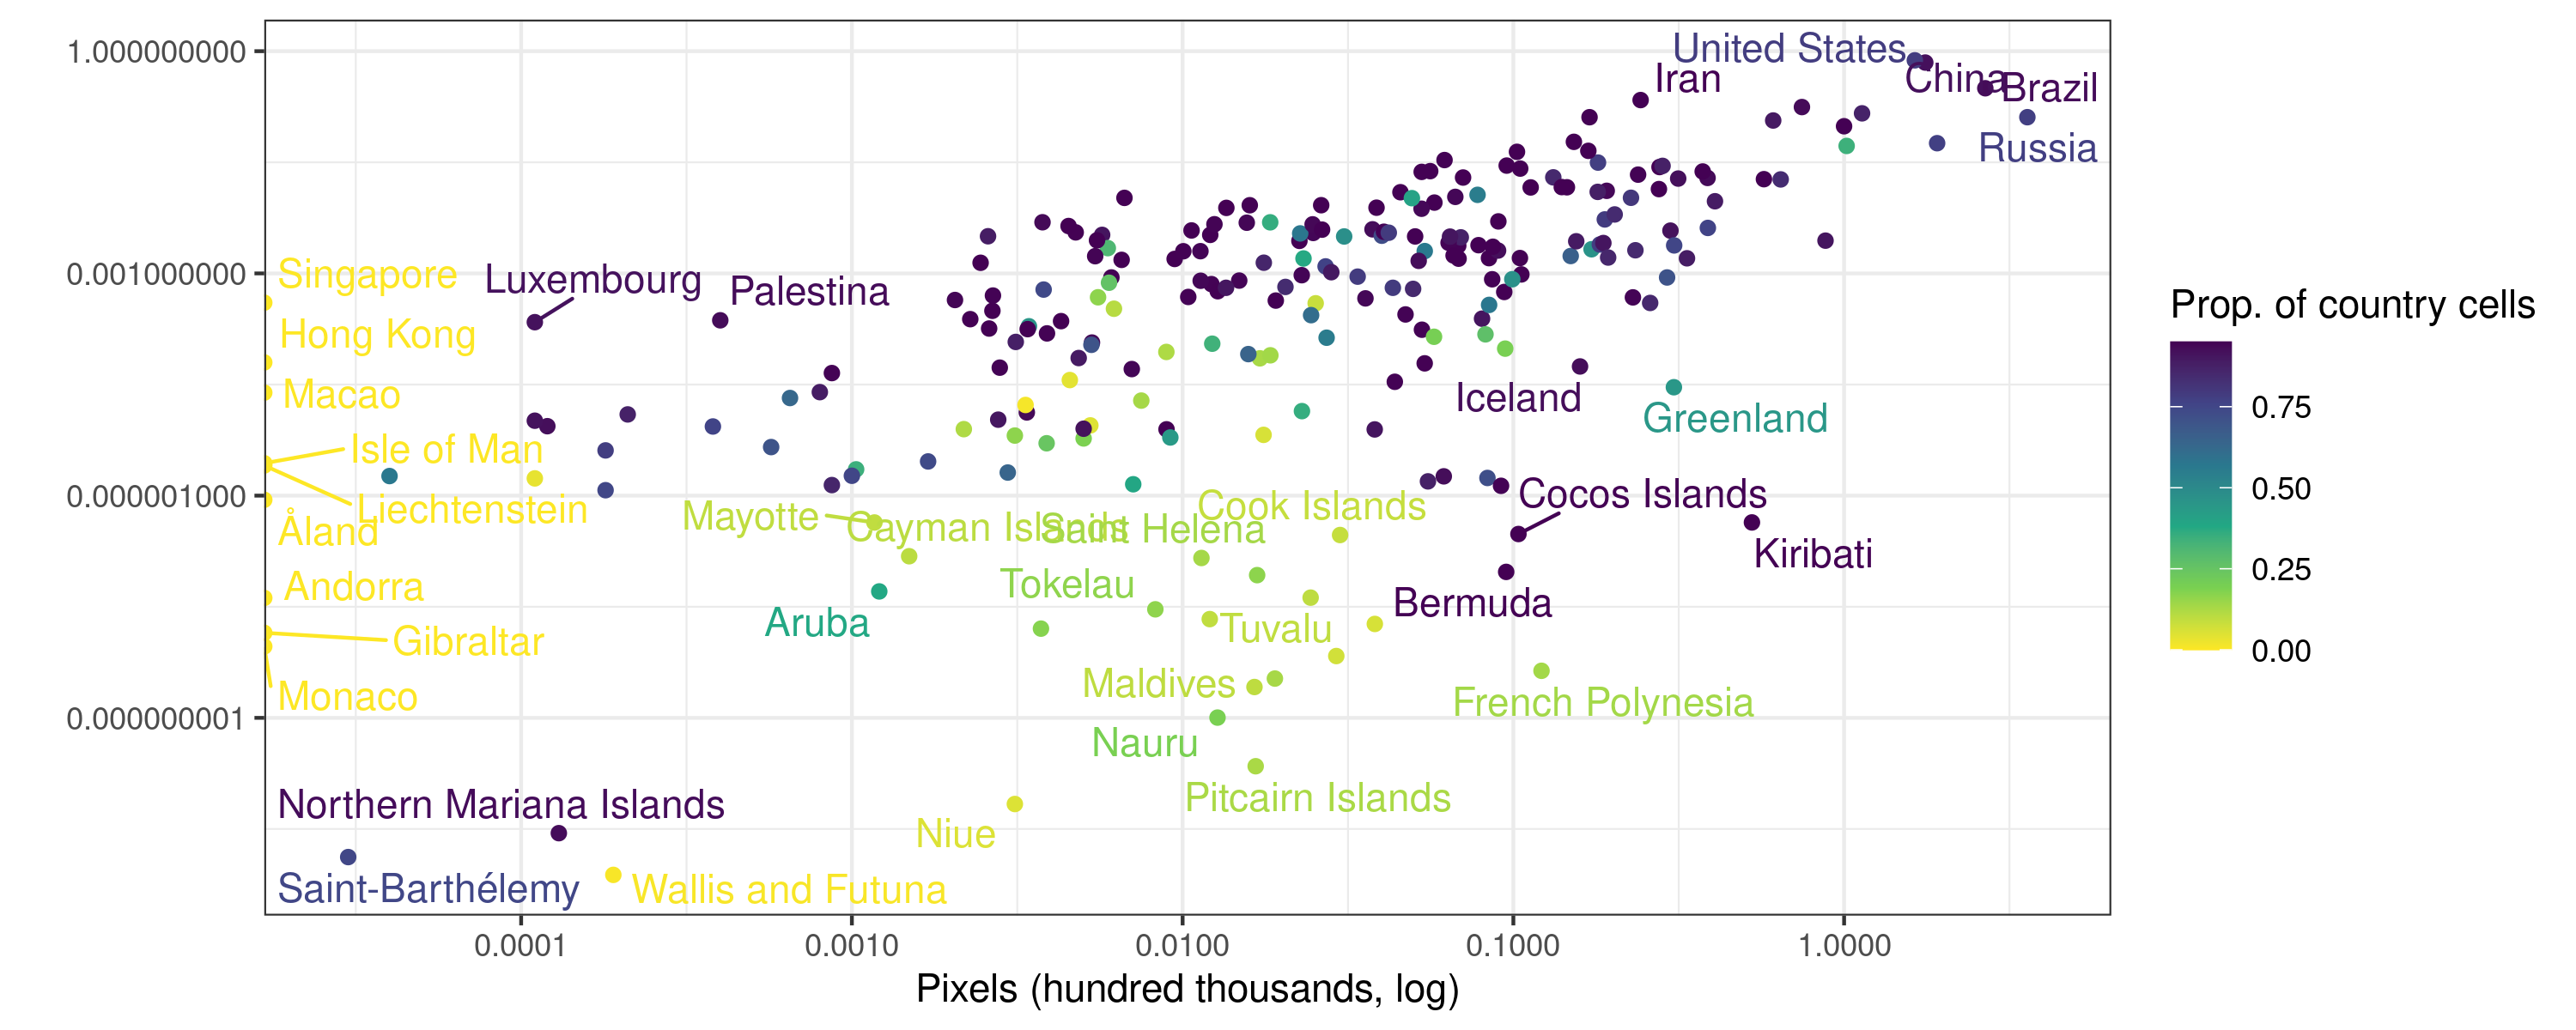 1.000000000
0.001000000
0.000001000
0.000000001
United States
Iran
China
Brazil
Russia
Singapore
Luxembourg
Palestina
Hong Kong
Macao
Iceland
Greenland
Isle of Man
Liechtenstein
Åland
Mayotte
Cayman Islands
Saint Helena
Cook Islands
Cocos Islands
Kiribati
Andorra
Tokelau
Bermuda
Aruba
Tuvalu
Gibraltar
Monaco
Maldives
French Polynesia
Nauru
Pitcairn Islands
Northern Mariana Islands
Niue
Saint-Barthélemy
Wallis and Futuna
0.0001
0.0010
0.0100
0.1000
1.0000
Pixels (hundred thousands, log)
Prop. of country cells
0.75
0.50
0.25
0.00